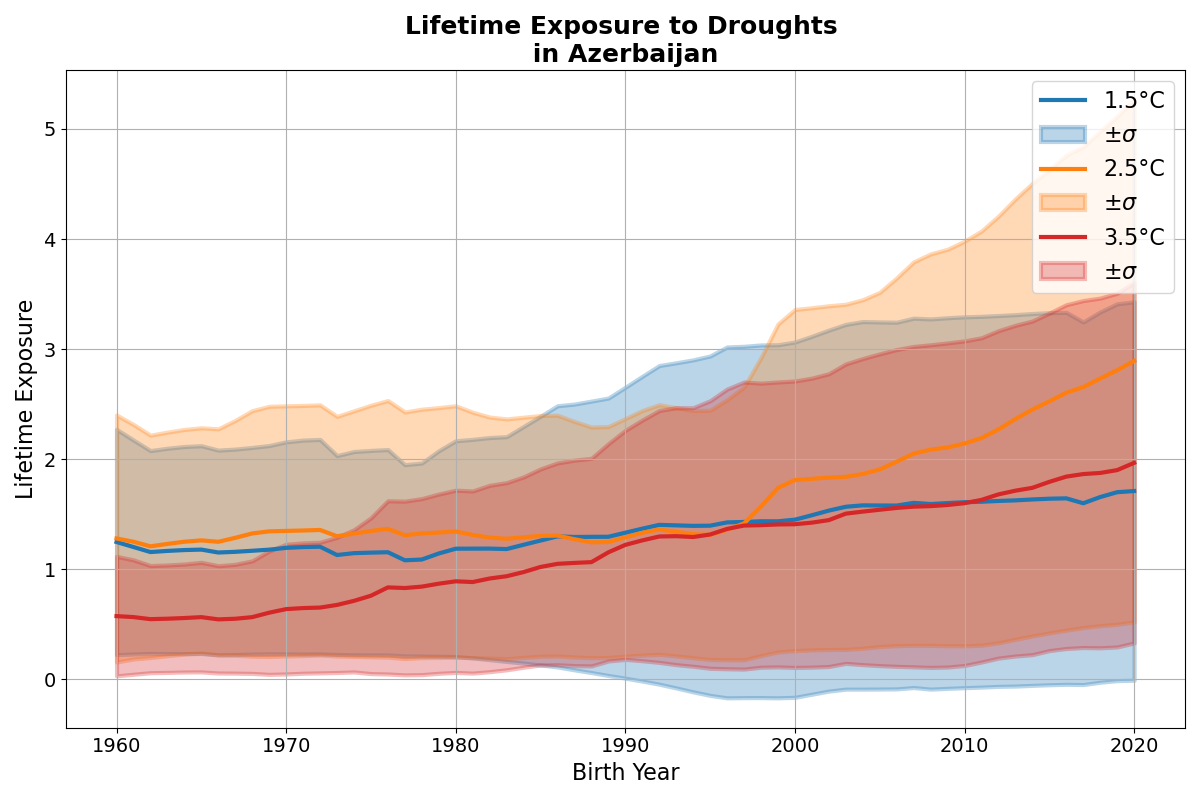 Lifetime Exposure to Droughts
in Azerbaijan
1.5°C
±σ
2.5°C
±σ
3.5°C
±σ
5
4
3
2
1
0
Lifetime Exposure
1960 1970 1980 1990 2000 2010 2020
Birth Year